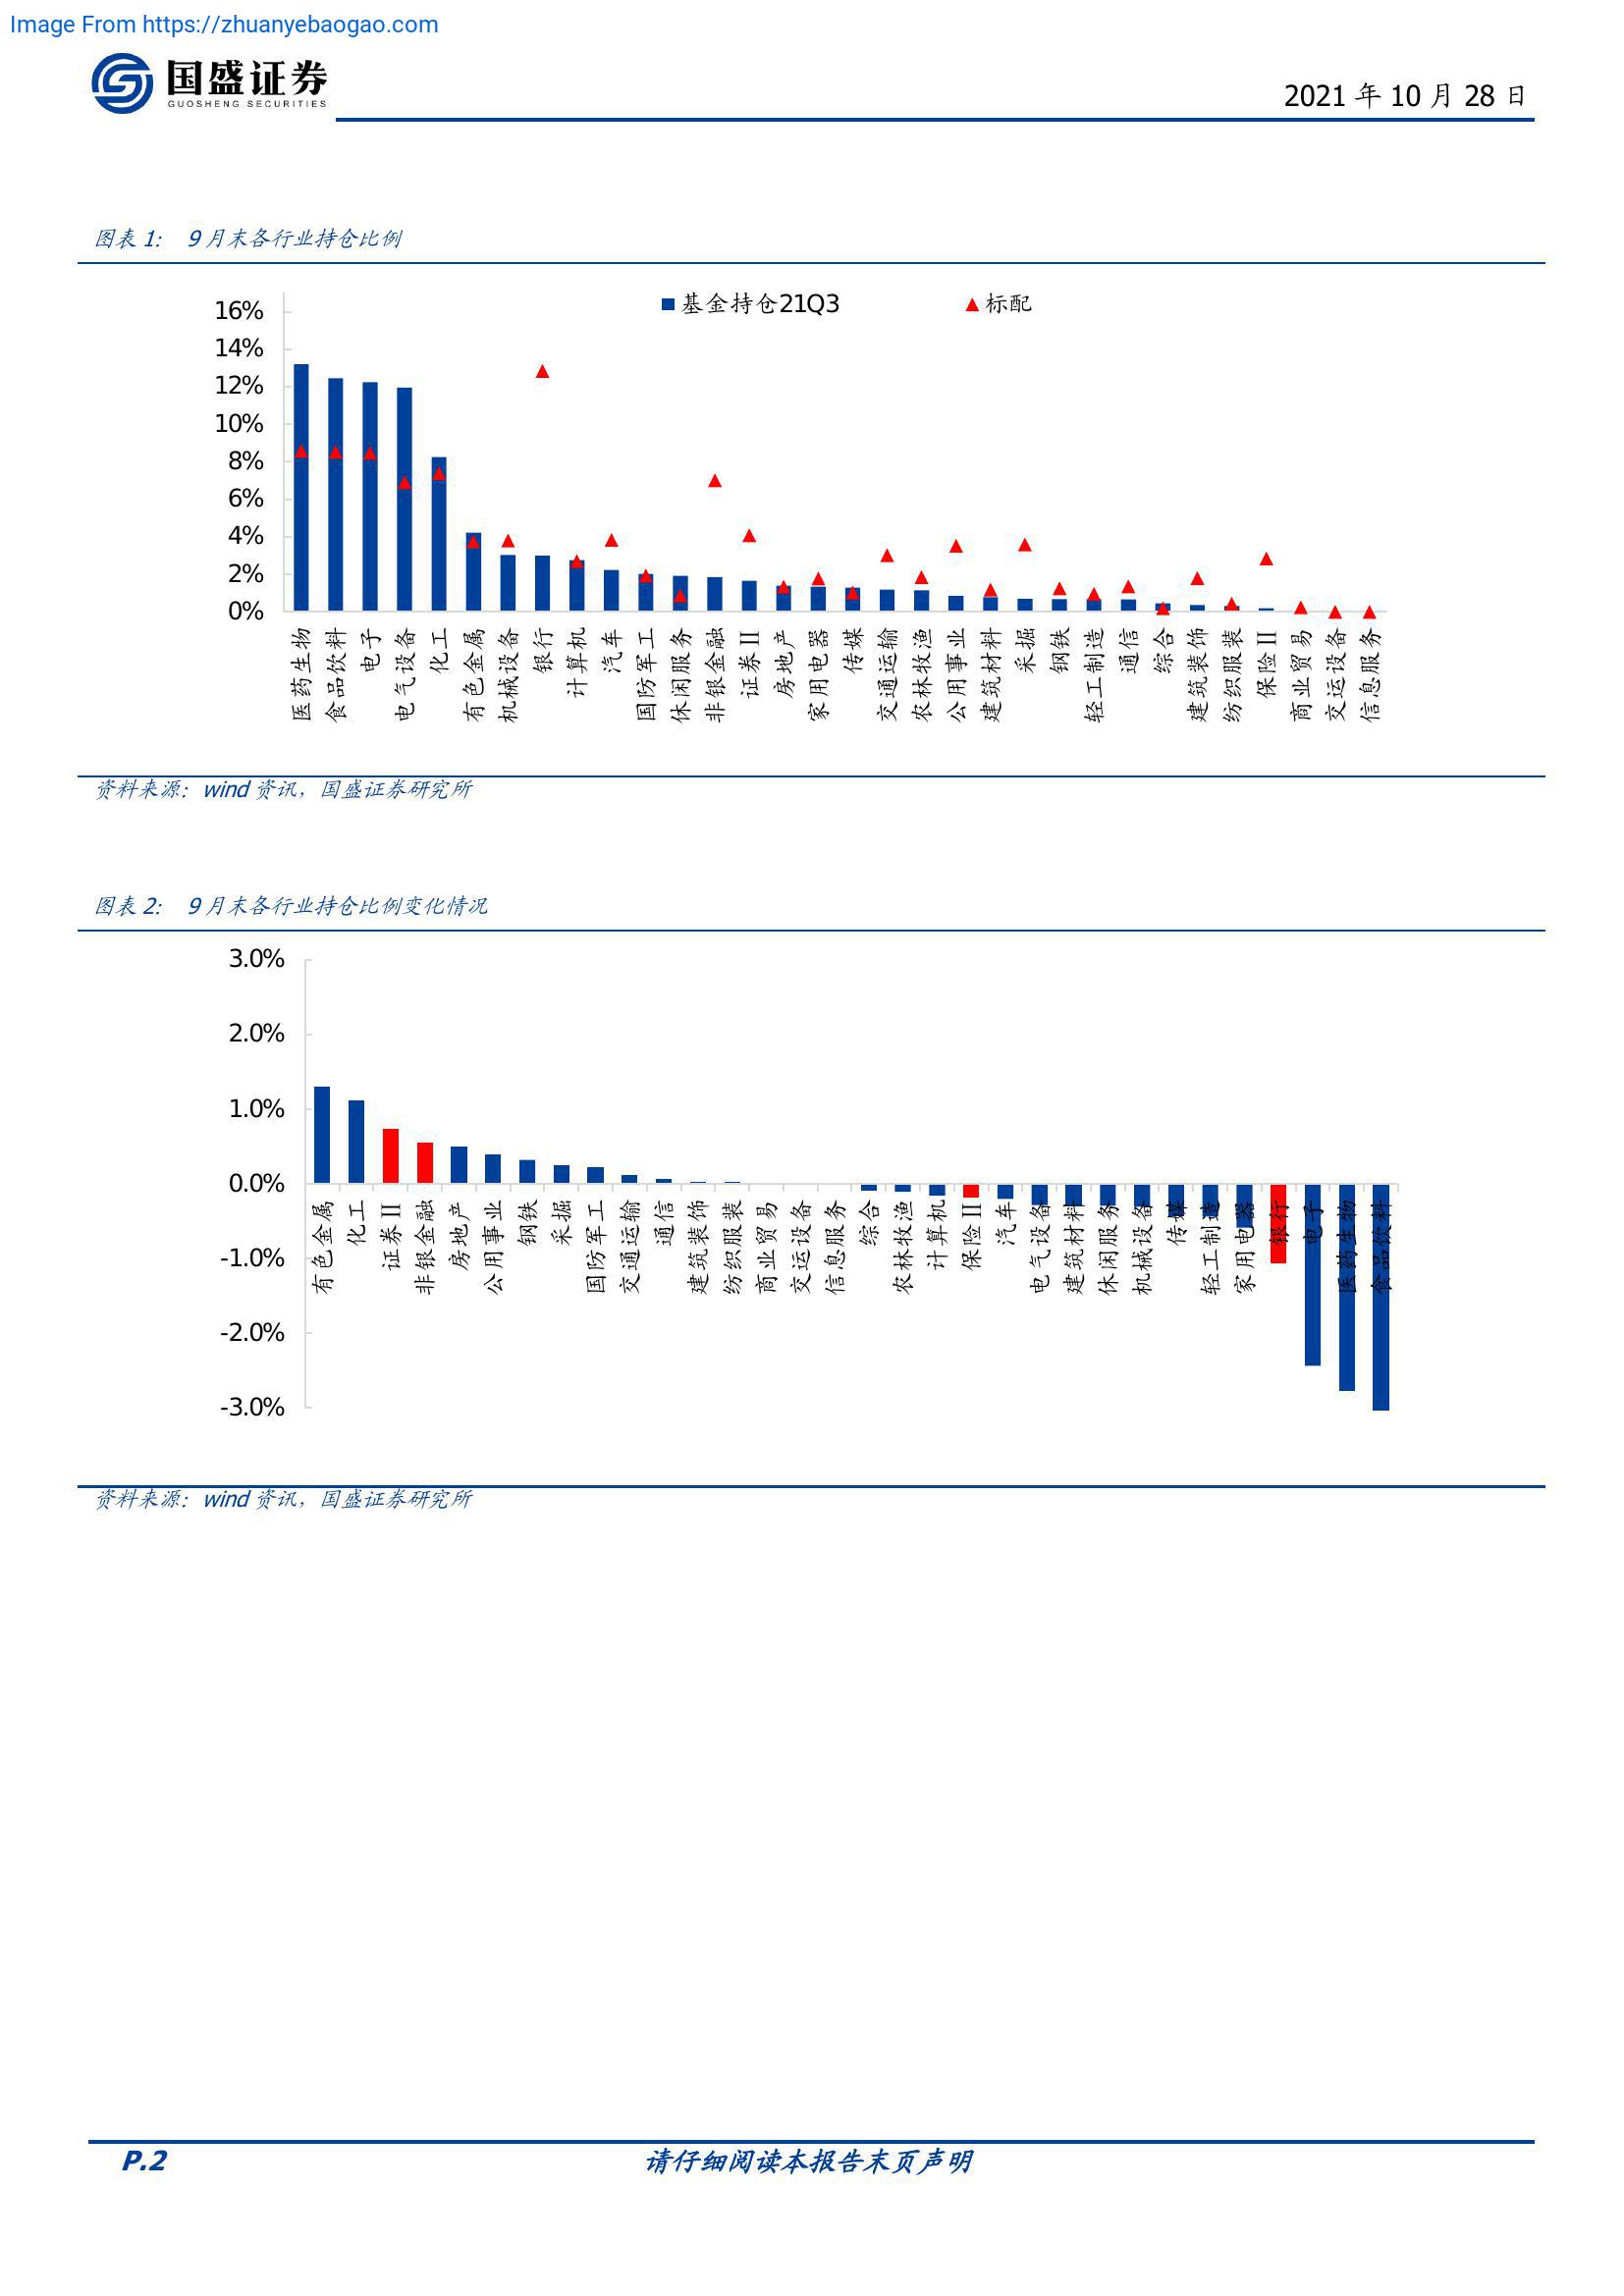 Image From https://zhuanyebaogao.com
国盛证券
GUOSHENG SECURITIES
2021 年 10 月 28 日
图表 1: 9 月末各行业持仓比例
基金持仓21Q3
标配
16%
14%
12%
10%
8%
6%
4%
2%
0%
医药生物
食品饮料
电子
电气设备
化工
有色金属
机械设备
银行
计算机
汽车
国防军工
休闲服务
非银金融
证券Ⅱ
房地产
家用电器
传媒
交通运输
农林牧渔
公用事业
建筑材料
采掘
钢铁
轻工制造
通信
综合
建筑装饰
纺织服装
保险Ⅱ
商业贸易
交运设备
信息服务
资料来源：wind 资讯，国盛证券研究所
图表 2: 9 月末各行业持仓比例变化情况
3.0%
2.0%
1.0%
0.0%
-1.0%
-2.0%
-3.0%
有色金属
化工
证券Ⅱ
非银金融
房地产
公用事业
钢铁
采掘
国防军工
交通运输
通信
建筑装饰
纺织服装
商业贸易
交运设备
信息服务
综合
农林牧渔
计算机
保险Ⅱ
汽车
电气设备
建筑材料
休闲服务
机械设备
传媒
轻工制造
家用电器
银行
电子
医药生物
食品饮料
资料来源：wind 资讯，国盛证券研究所
P.2
请仔细阅读本报告末页声明